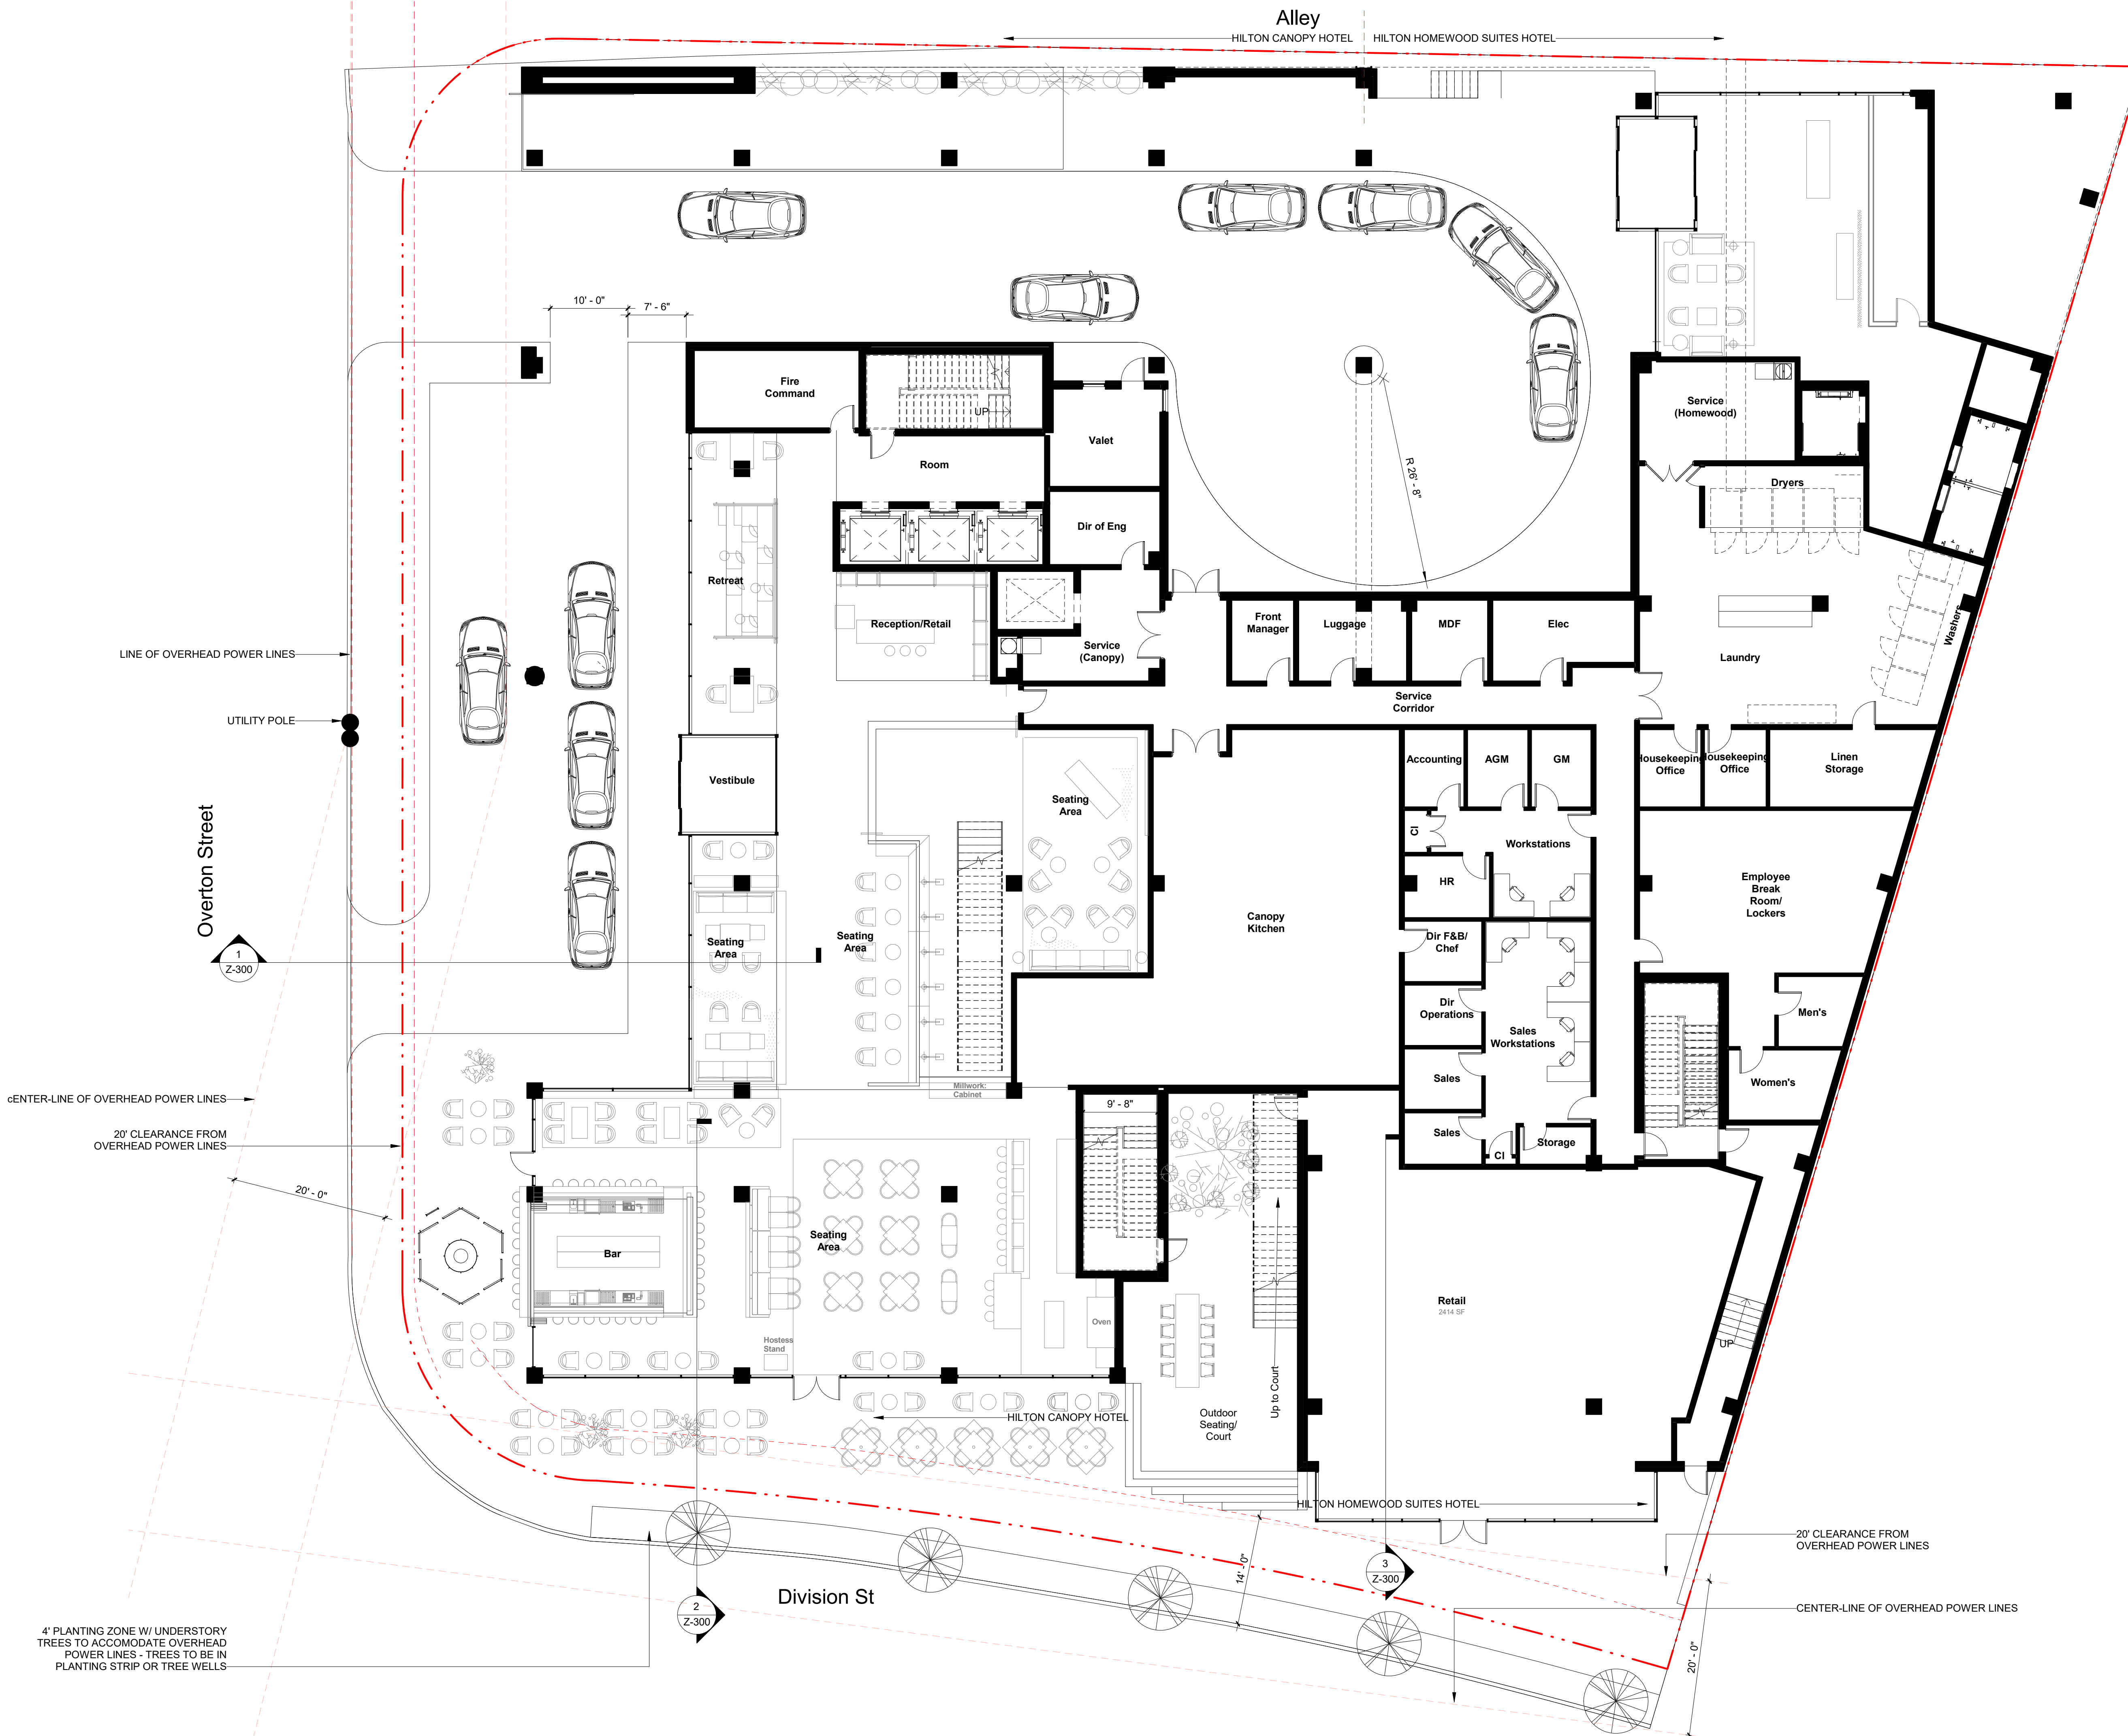 Alley
HILTON CANOPY HOTEL
HILTON HOMEWOOD SUITES HOTEL
10' - 0"
7' - 6"
Fire
Command
UP
Valet
Room
Dir of Eng
R 26' - 8"
Service
(Homewood)
Dryers
Retreat
Reception/Retail
Service
(Canopy)
Front
Manager
Luggage
MDF
Elec
Laundry
Washers
LINE OF OVERHEAD POWER LINES
UTILITY POLE
Service
Corridor
Vestibule
Seating
Area
Accounting
AGM
GM
Housekeeping
Office
Housekeeping
Office
Linen
Storage
Overton Street
Cl
Workstations
HR
Employee
Break
Room/
Lockers
Canopy
Kitchen
Seating
Area
Seating
Area
Dir F&B/
Chef
1
Z-300
Dir
Operations
Sales
Workstations
Men's
Sales
Women's
Millwork:
Cabinet
9' - 8"
cENTER-LINE OF OVERHEAD POWER LINES
20' CLEARANCE FROM
OVERHEAD POWER LINES
Sales
Cl
Storage
20' - 0"
Bar
Seating
Area
Hostess
Stand
Oven
Retail
2414 SF
UP
Up to Court
Outdoor
Seating/
Court
HILTON CANOPY HOTEL
HILTON HOMEWOOD SUITES HOTEL
14' - 0"
20' CLEARANCE FROM
OVERHEAD POWER LINES
3
Z-300
Division St
2
Z-300
CENTER-LINE OF OVERHEAD POWER LINES
20' - 0"
4' PLANTING ZONE W/ UNDERSTORY
TREES TO ACCOMODATE OVERHEAD
POWER LINES - TREES TO BE IN
PLANTING STRIP OR TREE WELLS